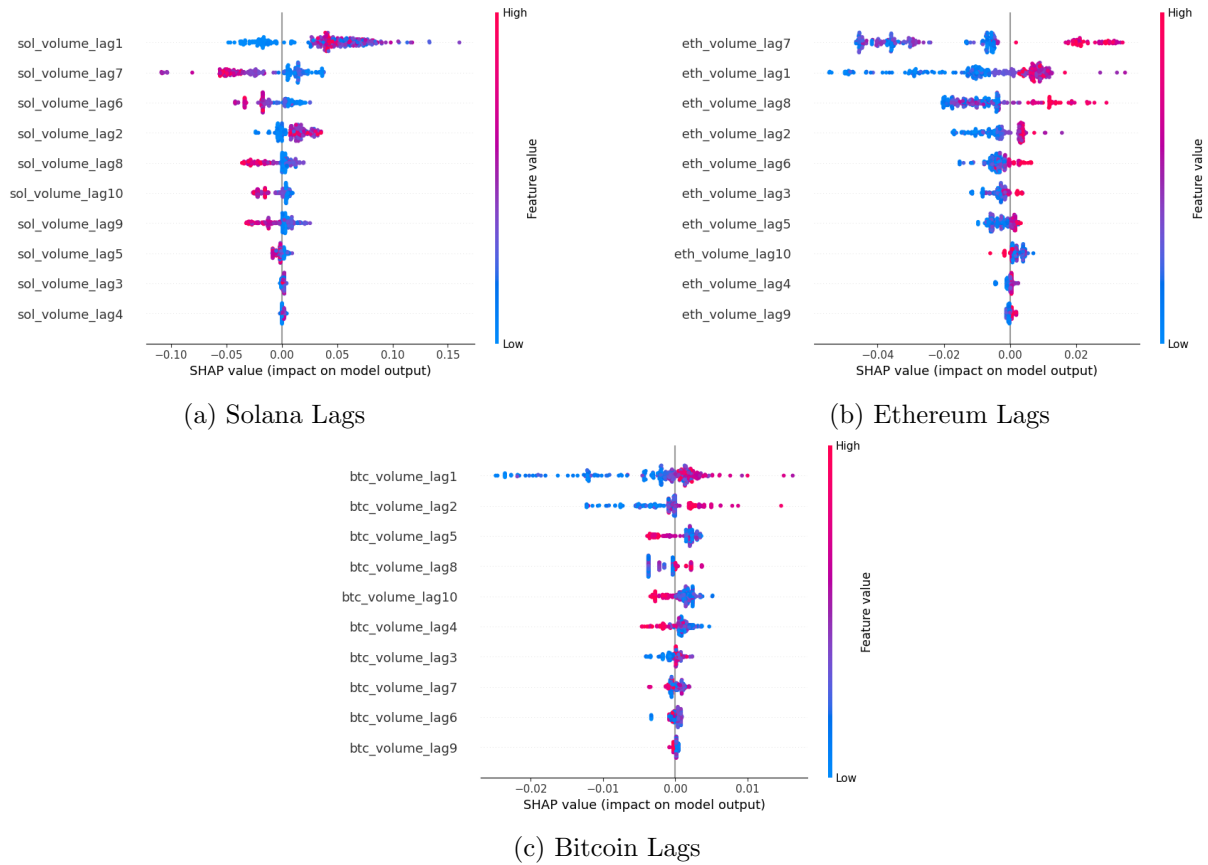 High
sol_volume_lag1
sol_volume_lag7
sol_volume_lag6
sol_volume_lag2
sol_volume_lag8
sol_volume_lag10
sol_volume_lag9
sol_volume_lag5
sol_volume_lag3
sol_volume_lag4
Feature value
Low
−0.10 −0.05 0.00 0.05 0.10 0.15
SHAP value (impact on model output)
(a) Solana Lags
High
eth_volume_lag7
eth_volume_lag1
eth_volume_lag8
eth_volume_lag2
eth_volume_lag6
eth_volume_lag3
eth_volume_lag5
eth_volume_lag10
eth_volume_lag4
eth_volume_lag9
Feature value
Low
−0.04 −0.02 0.00 0.02
SHAP value (impact on model output)
(b) Ethereum Lags
High
btc_volume_lag1
btc_volume_lag2
btc_volume_lag5
btc_volume_lag8
btc_volume_lag10
btc_volume_lag4
btc_volume_lag3
btc_volume_lag7
btc_volume_lag6
btc_volume_lag9
Feature value
Low
−0.02 −0.01 0.00 0.01
SHAP value (impact on model output)
(c) Bitcoin Lags